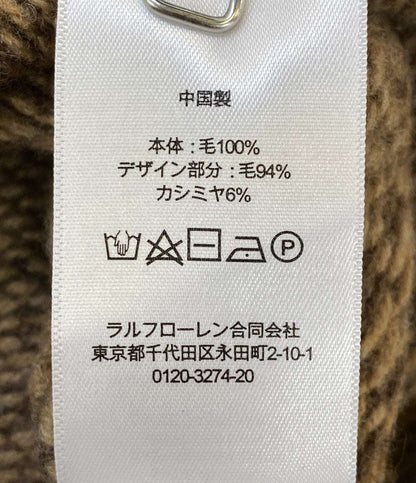 中国製
本体：毛100%
デザイン部分：毛94%
カシミヤ6%
P
ラルフローレン合同会社
東京都千代田区永田町2-10-1
0120-3274-20